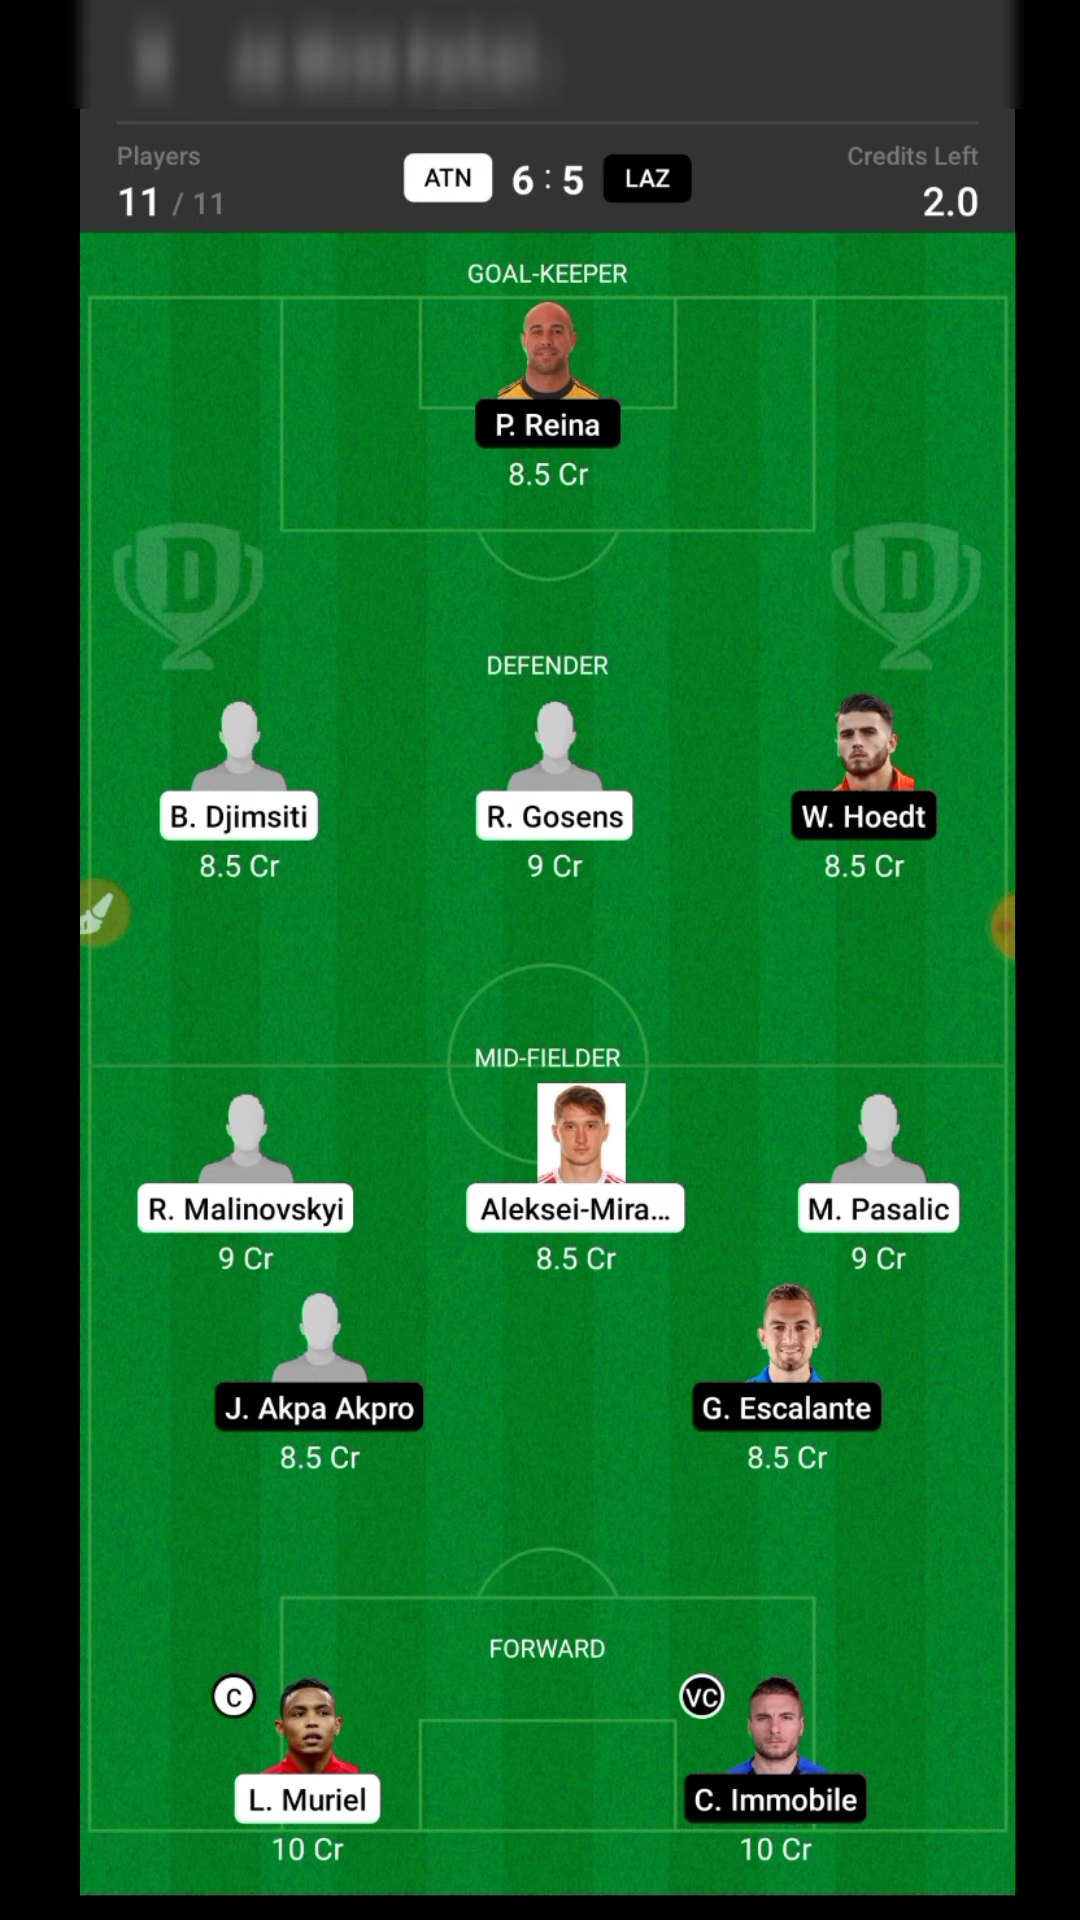 Players
11 / 11
ATN 6 : 5 LAZ
Credits Left
2.0
GOAL-KEEPER
P. Reina
8.5 Cr
D
D
DEFENDER
B. Djimsiti
8.5 Cr
R. Gosens
9 Cr
W. Hoedt
8.5 Cr
MID-FIELDER
R. Malinovskyi
9 Cr
Aleksei-Mira...
8.5 Cr
M. Pasalic
9 Cr
J. Akpa Akpro
8.5 Cr
G. Escalante
8.5 Cr
FORWARD
C
L. Muriel
10 Cr
VC
C. Immobile
10 Cr